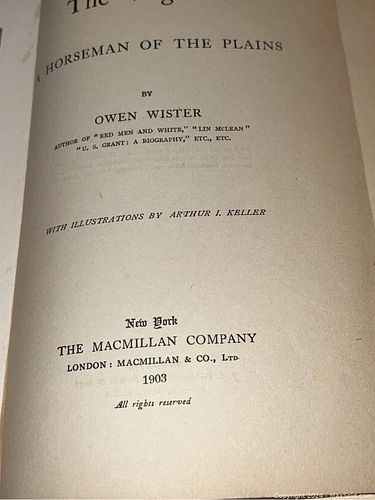 The
A HORSEMAN OF THE PLAINS
BY
OWEN WISTER
AUTHOR OF "RED MEN AND WHITE," "LIN MCLEAN"
"U. S. GRANT: A BIOGRAPHY," ETC., ETC.
WITH ILLUSTRATIONS BY ARTHUR I. KELLER
New York
THE MACMILLAN COMPANY
LONDON: MACMILLAN & CO., LTD.
1903
All rights reserved